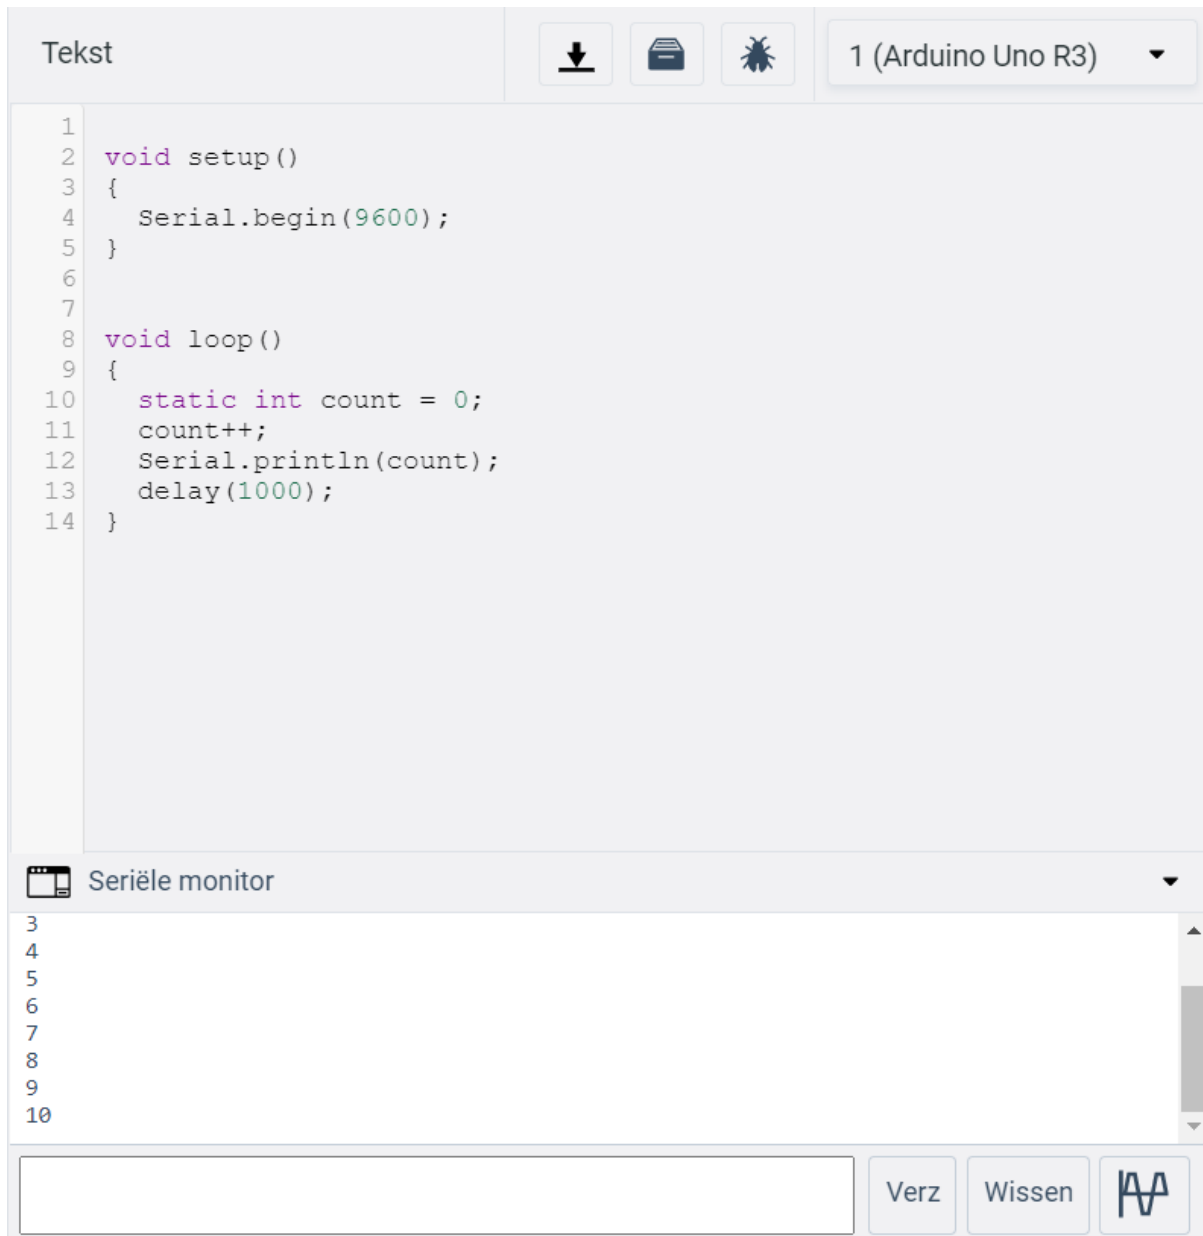 Tekst
1 (Arduino Uno R3)
1
2 void setup()
3 {
4   Serial.begin(9600);
5 }
6
7
8 void loop()
9 {
10   static int count = 0;
11   count++;
12   Serial.println(count);
13   delay(1000);
14 }
Seriële monitor
3
4
5
6
7
8
9
10
Verz
Wissen